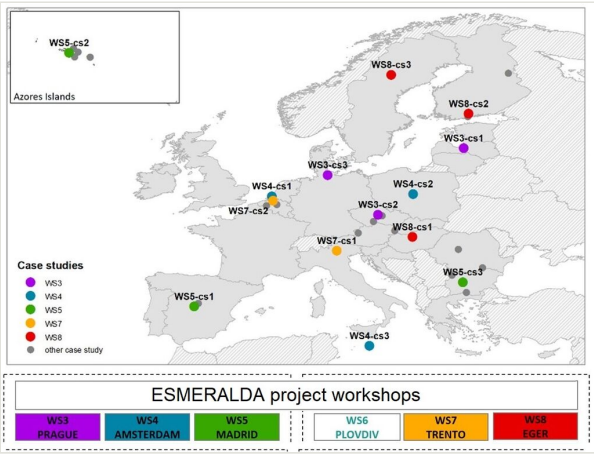 WS5-cs2
Azores Islands
WS8-cs3
WS8-cs2
WS3-cs1
WS3-cs3
WS4-cs1
WS4-cs2
WS7-cs2
WS3-cs2
WS8-cs1
WS7-cs1
WS5-cs3
WS5-cs1
WS4-cs3
Case studies
WS3
WS4
WS5
WS7
WS8
other case study
ESMERALDA project workshops
WS3 WS4 WS5 WS6 WS7 WS8
PRAGUE AMSTERDAM MADRID PLOVDIV TRENTO EGER